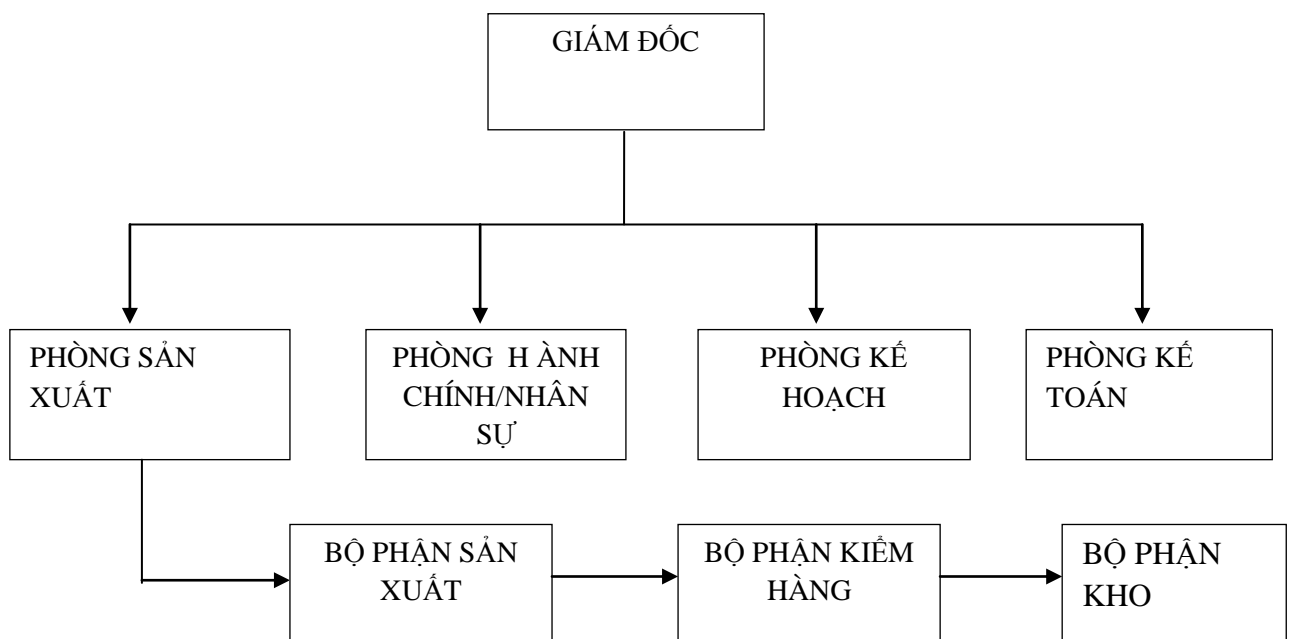 GIÁM ĐỐC
PHÒNG SẢN
XUẤT
PHÒNG H ÀNH
CHÍNH/NHÂN
SỰ
PHÒNG KẾ
HOẠCH
PHÒNG KẾ
TOÁN
BỘ PHẬN SẢN
XUẤT
BỘ PHẬN KIỂM
HÀNG
BỘ PHẬN
KHO